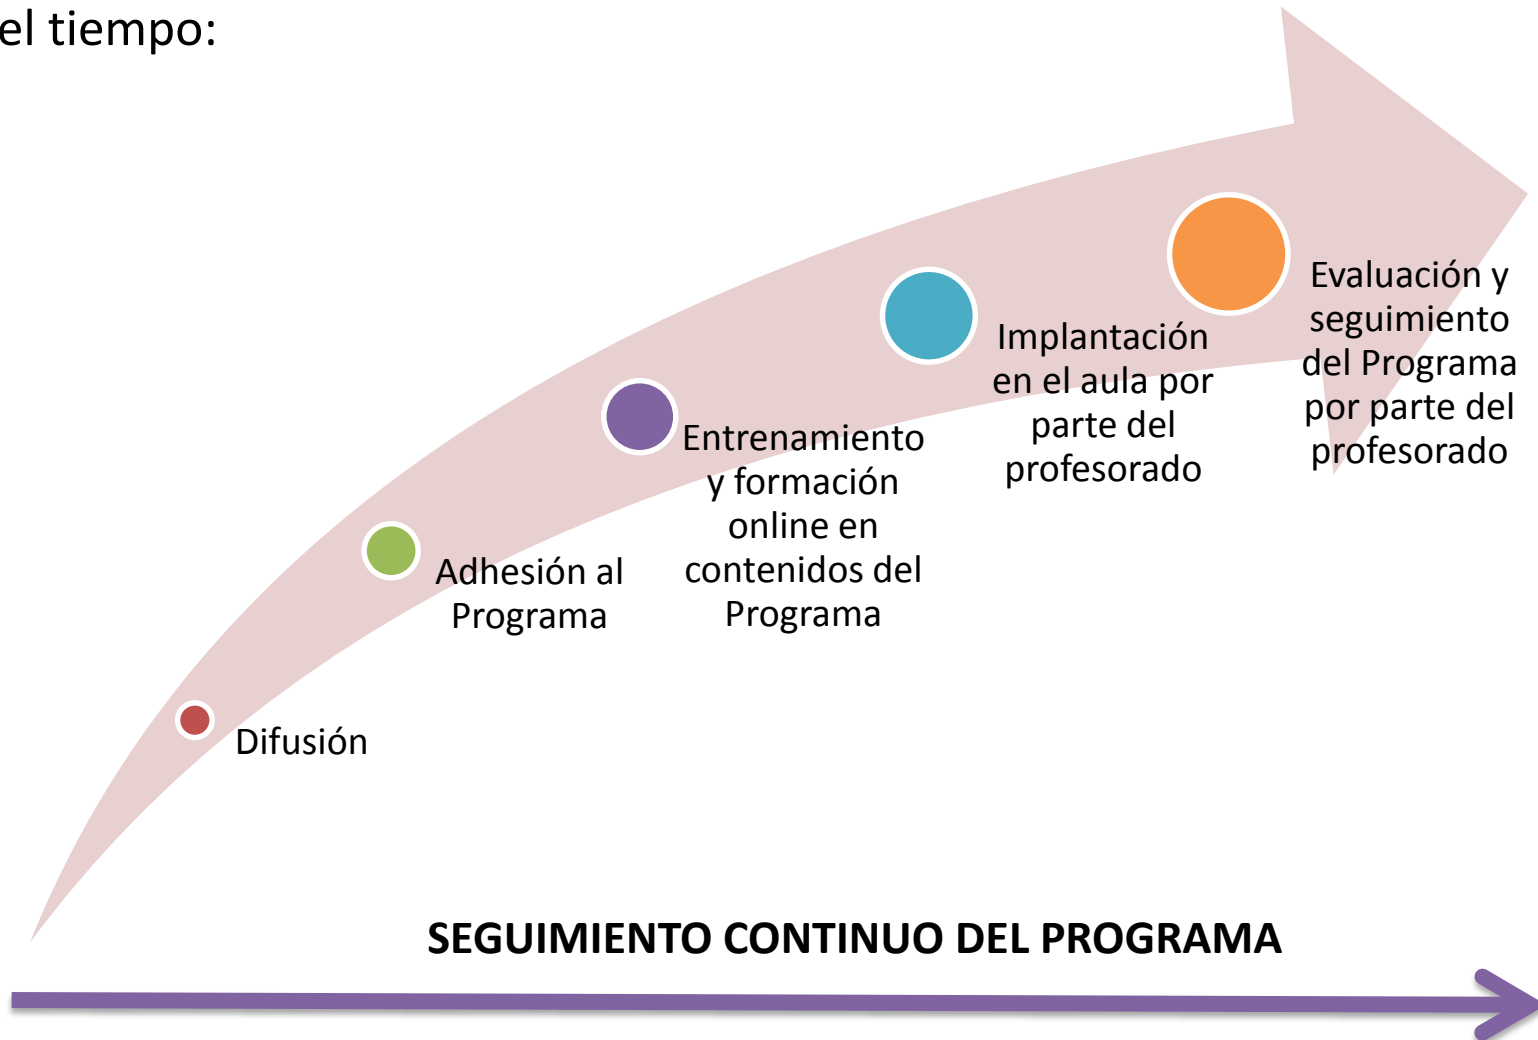 el tiempo:
Difusión
Adhesión al
Programa
Entrenamiento
y formación
online en
contenidos del
Programa
Implantación
en el aula por
parte del
profesorado
Evaluación y
seguimiento
del Programa
por parte del
profesorado
SEGUIMIENTO CONTINUO DEL PROGRAMA